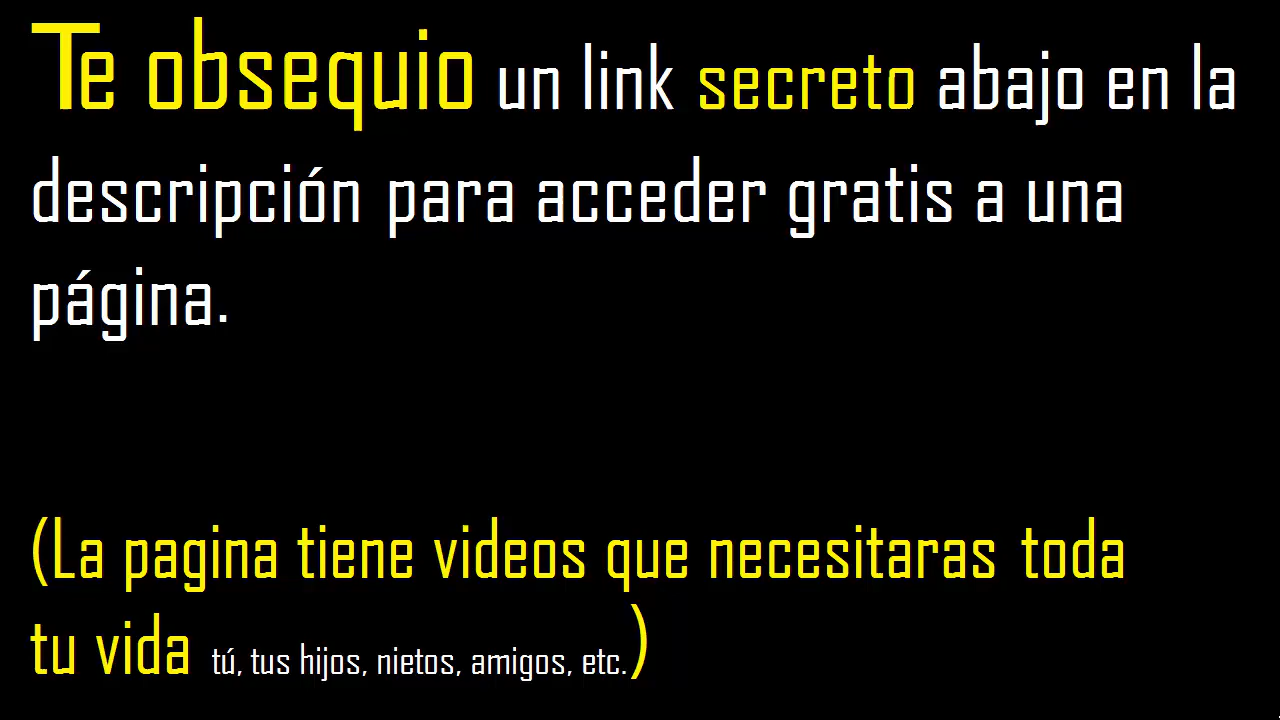 Te obsequio un link secreto abajo en la
descripción para acceder gratis a una
página.
(La pagina tiene videos que necesitaras toda
tu vida tú, tus hijos, nietos, amigos, etc.)